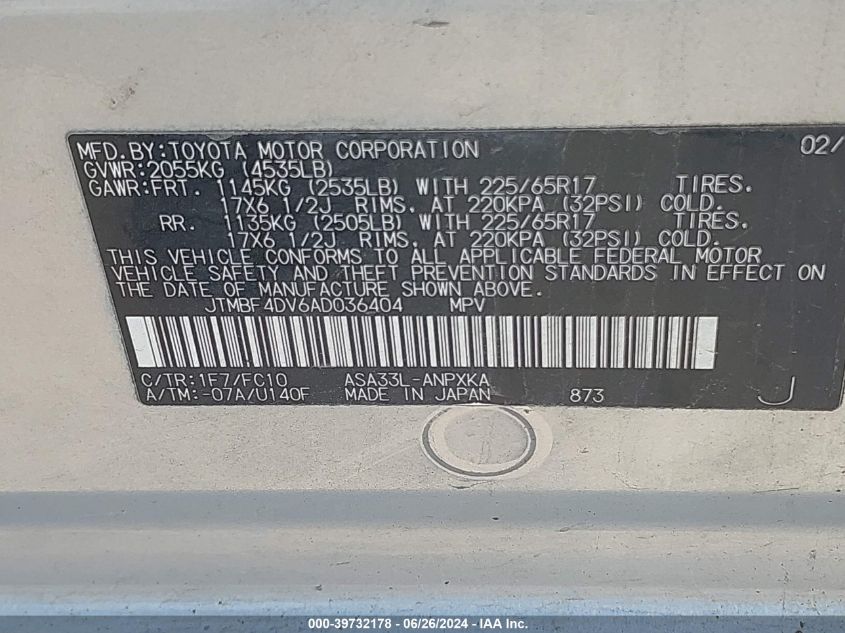 MFD.BY:TOYOTA MOTOR CORPORATION 02/
GVWR:2055KG (4535LB)
GAWR:FRT. 1145KG (2535LB) WITH 225/65R17 TIRES.
17X6 1/2J RIMS. AT 220KPA (32PSI) COLD.
RR. 1135KG (2505LB) WITH 225/65R17 TIRES.
17X6 1/2J RIMS. AT 220KPA (32PSI) COLD.
THIS VEHICLE CONFORMS TO ALL APPLICABLE FEDERAL MOTOR
VEHICLE SAFETY AND THEFT PREVENTION STANDARDS IN EFFECT ON
THE DATE OF MANUFACTURE SHOWN ABOVE.
JTMBF4DV6AD036404 MPV
C/TR:1F7/FC10 ASA33L-ANPXKA
A/TM:-07A/U140F MADE IN JAPAN 873 J
000-39732178 - 06/26/2024 - IAA Inc.